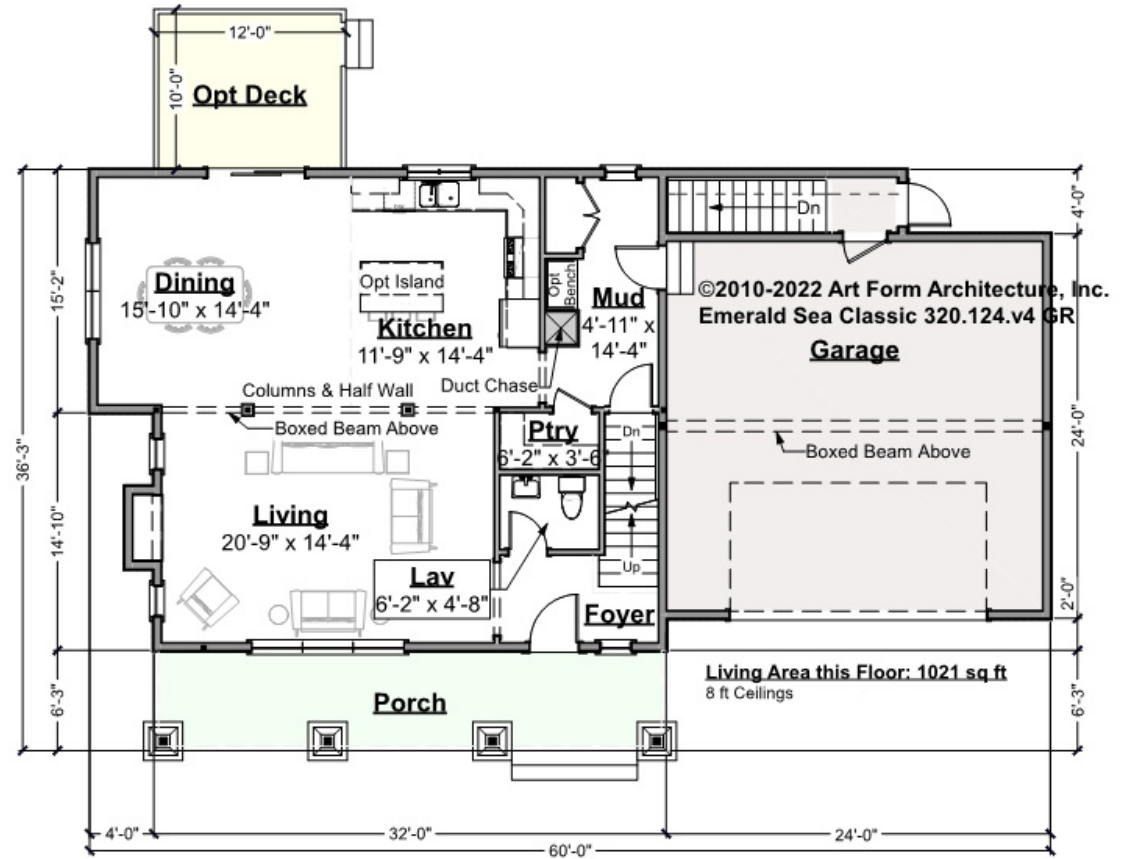 12'-0"
10'-0"
Opt Deck
4'-0"
Dn
15'-2"
Dining
15'-10" x 14'-4"
Opt Island
Kitchen
11'-9" x 14'-4"
Opt
Bench
Mud
4'-11" x
14'-4"
©2010-2022 Art Form Architecture, Inc.
Emerald Sea Classic 320.124.v4 GR
Garage
Duct Chase
Columns & Half Wall
Boxed Beam Above
Ptry
6'-2" x 3'-6
Dn
Boxed Beam Above
24'-0"
36'-3"
14'-10"
Living
20'-9" x 14'-4"
Lav
6'-2" x 4'-8"
Up
Foyer
2'-0"
Living Area this Floor: 1021 sq ft
8 ft Ceilings
6'-3"
Porch
6'-3"
4'-0"
32'-0"
24'-0"
60'-0"